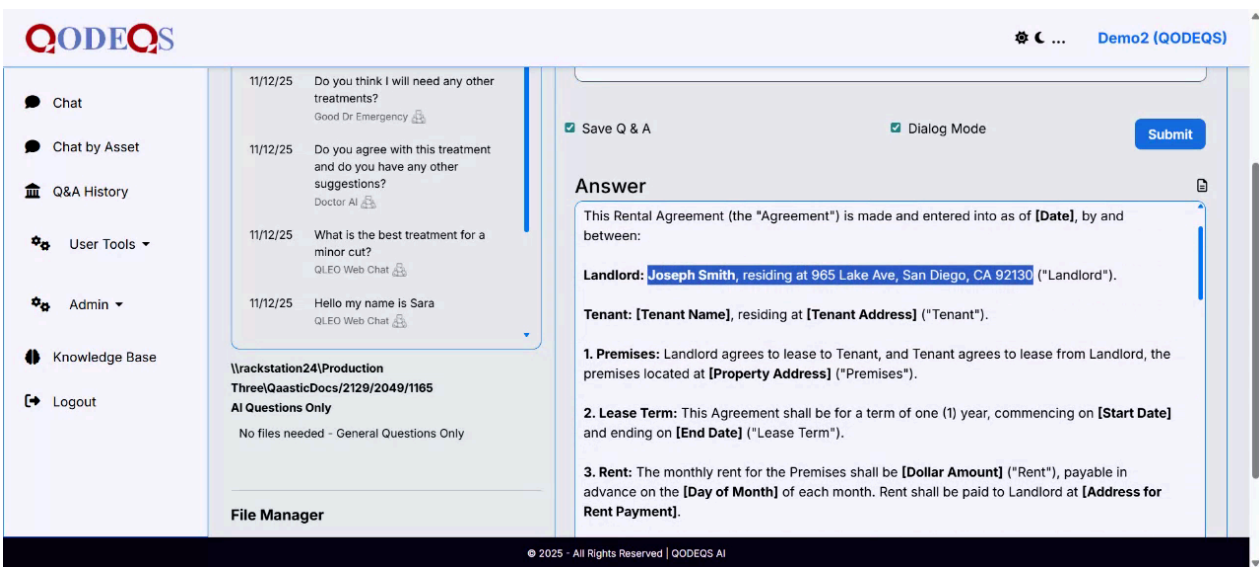 QODEQS
... Demo2 (QODEQS)
Chat
Chat by Asset
Q&A History
User Tools
Admin
Knowledge Base
Logout
11/12/25 Do you think I will need any other
treatments?
Good Dr Emergency
11/12/25 Do you agree with this treatment
and do you have any other
suggestions?
Doctor AI
11/12/25 What is the best treatment for a
minor cut?
QLEO Web Chat
11/12/25 Hello my name is Sara
QLEO Web Chat
\\rackstation24\Production
Three\QaasticDocs/2129/2049/1165
AI Questions Only
No files needed - General Questions Only
File Manager
Save Q & A
Dialog Mode
Submit
Answer
This Rental Agreement (the "Agreement") is made and entered into as of [Date], by and
between:
Landlord: Joseph Smith, residing at 965 Lake Ave, San Diego, CA 92130 ("Landlord").
Tenant: [Tenant Name], residing at [Tenant Address] ("Tenant").
1. Premises: Landlord agrees to lease to Tenant, and Tenant agrees to lease from Landlord, the
premises located at [Property Address] ("Premises").
2. Lease Term: This Agreement shall be for a term of one (1) year, commencing on [Start Date]
and ending on [End Date] ("Lease Term").
3. Rent: The monthly rent for the Premises shall be [Dollar Amount] ("Rent"), payable in
advance on the [Day of Month] of each month. Rent shall be paid to Landlord at [Address for
Rent Payment].
© 2025 - All Rights Reserved | QODEQS AI